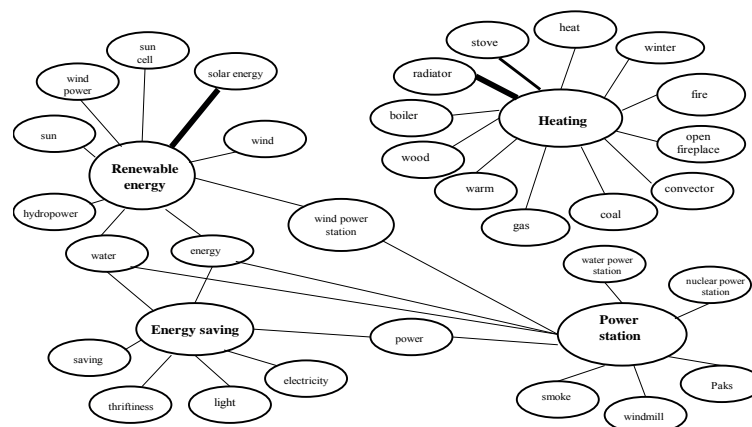 sun
cell
heat
stove
winter
solar energy
wind
power
radiator
fire
boiler
Heating
sun
wind
open
fireplace
wood
Renewable
energy
warm
convector
hydropower
gas
coal
wind power
station
water
energy
water power
station
nuclear power
station
Energy saving
power
Power
station
saving
electricity
Paks
thriftiness
light
smoke
windmill